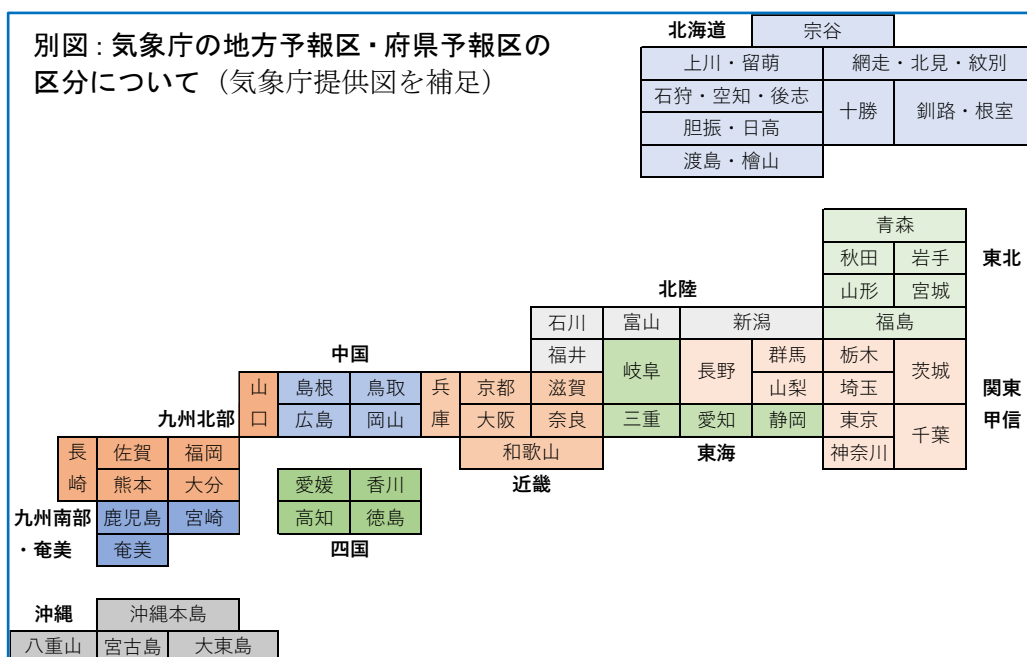 別図：気象庁の地方予報区・府県予報区の
区分について（気象庁提供図を補足）
北海道
宗谷
上川・留萌
網走・北見・紋別
石狩・空知・後志
十勝
釧路・根室
胆振・日高
渡島・檜山
青森
秋田
岩手
東北
山形
宮城
北陸
石川
富山
新潟
福島
中国
福井
岐阜
長野
群馬
栃木
茨城
山口
島根
鳥取
兵庫
京都
滋賀
山梨
埼玉
関東
甲信
九州北部
広島
岡山
大阪
奈良
三重
愛知
静岡
東京
千葉
長崎
佐賀
福岡
和歌山
東海
神奈川
熊本
大分
愛媛
香川
近畿
九州南部
・奄美
鹿児島
宮崎
高知
徳島
奄美
四国
沖縄
沖縄本島
八重山
宮古島
大東島